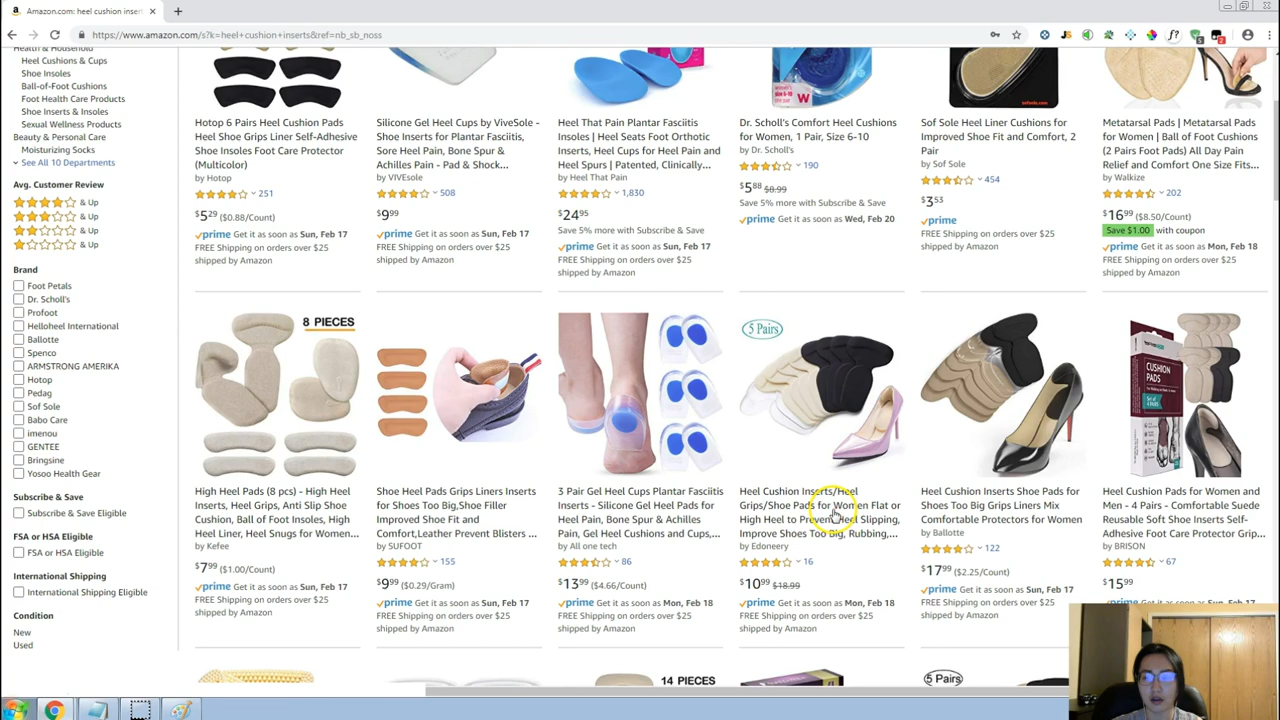 Amazon.com: heel cushion inser
https://www.amazon.com/s?k=heel+cushion+inserts&ref=nb_sb_noss
Health & Household
Heel Cushions & Cups
Shoe Insoles
Ball-of-Foot Cushions
Foot Health Care Products
Shoe Inserts & Insoles
Sexual Wellness Products
Beauty & Personal Care
Moisturizing Socks
See All 10 Departments
Avg. Customer Review
& Up
& Up
& Up
& Up
Brand
Foot Petals
Dr. Scholl's
Profoot
Helloheel International
Ballotte
Spenco
ARMSTRONG AMERIKA
Hotop
Pedag
Sof Sole
Babo Care
imenou
GENTEE
Bringsine
Yosoo Health Gear
Subscribe & Save
Subscribe & Save Eligible
FSA or HSA Eligible
FSA or HSA Eligible
International Shipping
International Shipping Eligible
Condition
New
Used
Hotop 6 Pairs Heel Cushion Pads
Heel Shoe Grips Liner Self-Adhesive
Shoe Insoles Foot Care Protector
(Multicolor)
by Hotop
251
$5 29 ($0.88/Count)
prime Get it as soon as Sun, Feb 17
FREE Shipping on orders over $25
shipped by Amazon
Silicone Gel Heel Cups by ViveSole -
Shoe Inserts for Plantar Fasciitis,
Sore Heel Pain, Bone Spur &
Achilles Pain - Pad & Shock...
by VIVEsole
508
$9 99
prime Get it as soon as Sun, Feb 17
FREE Shipping on orders over $25
shipped by Amazon
Heel That Pain Plantar Fasciitis
Insoles | Heel Seats Foot Orthotic
Inserts, Heel Cups for Heel Pain and
Heel Spurs | Patented, Clinically...
by Heel That Pain
1,830
$24 95
Save 5% more with Subscribe & Save
prime Get it as soon as Sun, Feb 17
FREE Shipping on orders over $25
shipped by Amazon
W
Dr. Scholl's Comfort Heel Cushions
for Women, 1 Pair, Size 6-10
by Dr. Scholl's
190
$5 88 $8.99
Save 5% more with Subscribe & Save
prime Get it as soon as Wed, Feb 20
Sof Sole Heel Liner Cushions for
Improved Shoe Fit and Comfort, 2
Pair
by Sof Sole
454
$3 53
prime
FREE Shipping on orders over $25
shipped by Amazon
Metatarsal Pads | Metatarsal Pads
for Women | Ball of Foot Cushions
(2 Pairs Foot Pads) All Day Pain
Relief and Comfort One Size Fits...
by Walkize
202
$16 99 ($8.50/Count)
Save $1.00 with coupon
prime Get it as soon as Mon, Feb 18
FREE Shipping on orders over $25
shipped by Amazon
8 PIECES
High Heel Pads (8 pcs) - High Heel
Inserts, Heel Grips, Anti Slip Shoe
Cushion, Ball of Foot Insoles, High
Heel Liner, Heel Snugs for Women...
by Kefee
$7 99 ($1.00/Count)
prime Get it as soon as Sun, Feb 17
FREE Shipping on orders over $25
shipped by Amazon
Shoe Heel Pads Grips Liners Inserts
for Shoes Too Big,Shoe Filler
Improved Shoe Fit and
Comfort,Leather Prevent Blisters ...
by SUFOOT
155
$9 99 ($0.29/Gram)
prime Get it as soon as Sun, Feb 17
FREE Shipping on orders over $25
shipped by Amazon
3 Pair Gel Heel Cups Plantar Fasciitis
Inserts - Silicone Gel Heel Pads for
Heel Pain, Bone Spur & Achilles
Pain, Gel Heel Cushions and Cups,...
by All one tech
86
$13 99 ($4.66/Count)
prime Get it as soon as Mon, Feb 18
FREE Shipping on orders over $25
shipped by Amazon
5 Pairs
Heel Cushion Inserts/Heel
Grips/Shoe Pads for Women Flat or
High Heel to Prevent Heel Slipping,
Improve Shoes Too Big, Rubbing,...
by Edoneery
16
$10 99 $18.99
prime Get it as soon as Mon, Feb 18
FREE Shipping on orders over $25
shipped by Amazon
Heel Cushion Inserts Shoe Pads for
Shoes Too Big Grips Liners Mix
Comfortable Protectors for Women
by Ballotte
122
$17 99 ($2.25/Count)
prime Get it as soon as Sun, Feb 17
FREE Shipping on orders over $25
shipped by Amazon
CUSHION
PADS
Heel Cushion Pads for Women and
Men - 4 Pairs - Comfortable Suede
Reusable Soft Shoe Inserts Self-
Adhesive Foot Care Protector Grip...
by BRISON
67
$15 99
prime Get it as soon as Sun, Feb 17
14 PIECES
5 Pairs